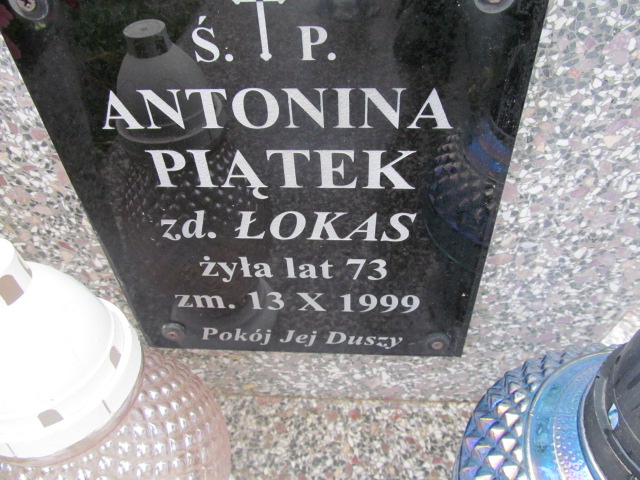 Ś. P.
ANTONINA
PIĄTEK
zd. ŁOKAS
żyła lat 73
zm. 13 X 1999
Pokój Jej Duszy